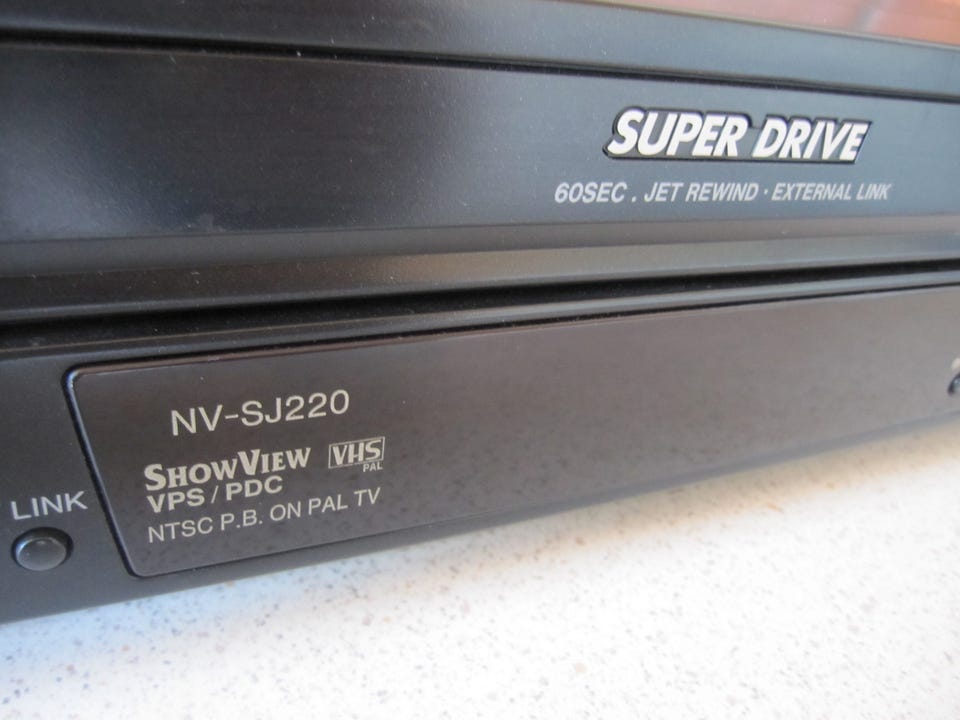 SUPER DRIVE
60SEC . JET REWIND · EXTERNAL LINK
NV-SJ220
SHOWVIEW VHS
PAL
VPS / PDC
NTSC P.B. ON PAL TV
LINK